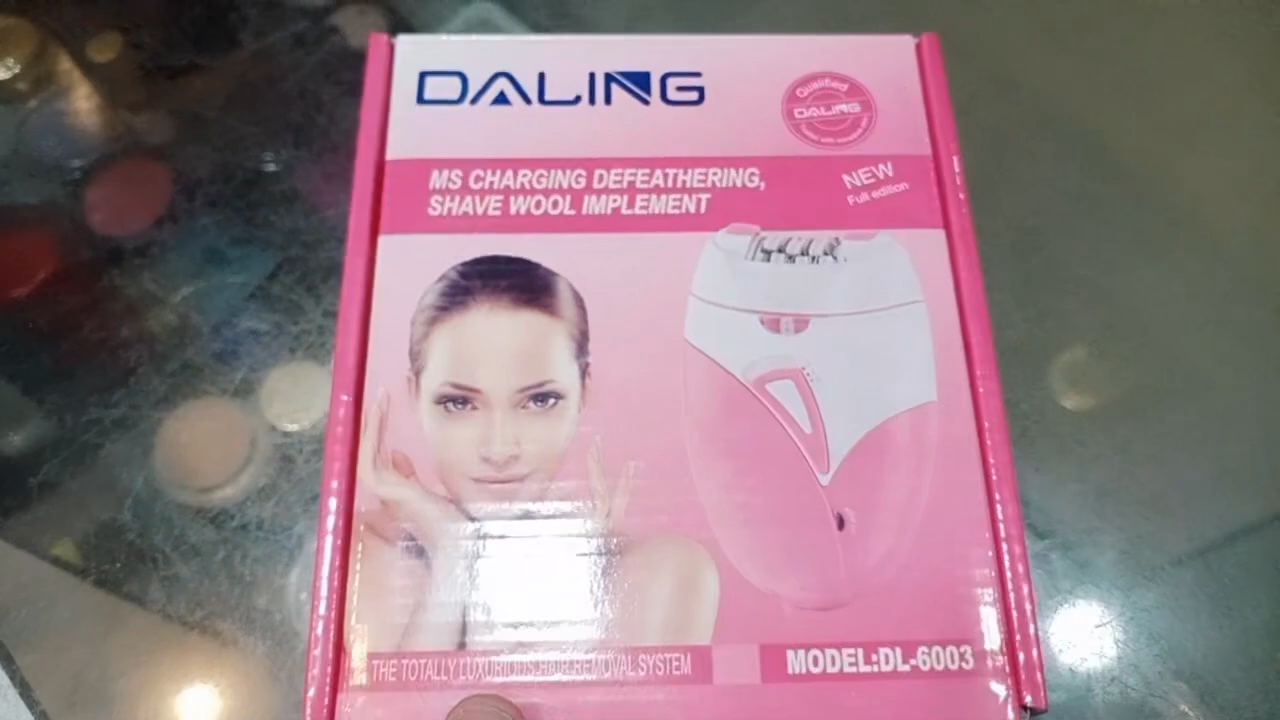 DALING
Qualified
DALING
MS CHARGING DEFEATHERING,
SHAVE WOOL IMPLEMENT
NEW
Full edition
THE TOTALLY LUXURIOUS HAIR REMOVAL SYSTEM
MODEL:DL-6003